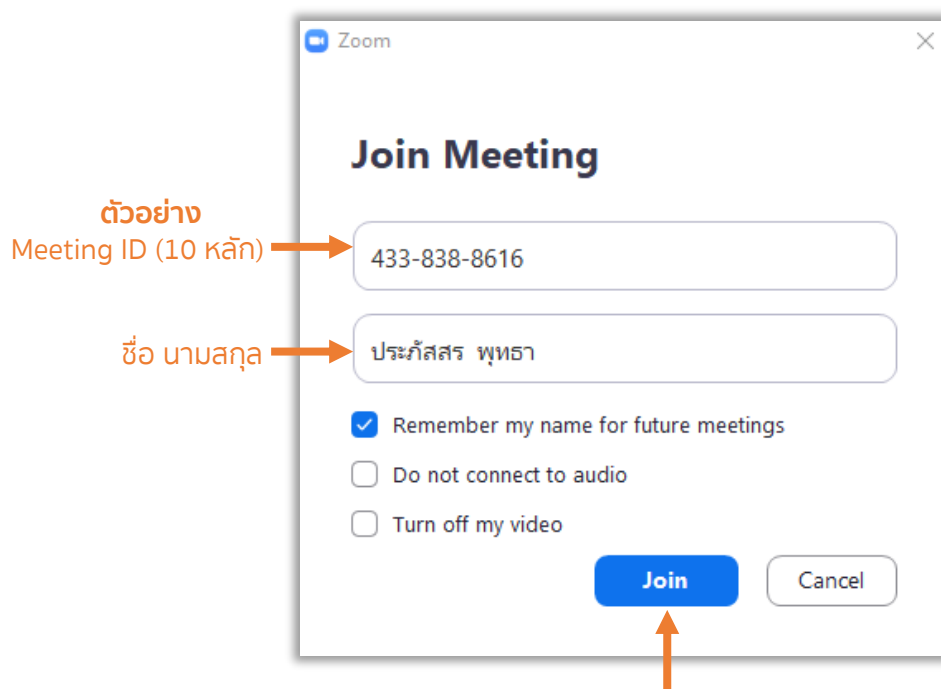 Zoom
Join Meeting
ตัวอย่าง
Meeting ID (10 หลัก)
433-838-8616
ชื่อ นามสกุล
ประภัสสร พุทธา
Remember my name for future meetings
Do not connect to audio
Turn off my video
Join Cancel